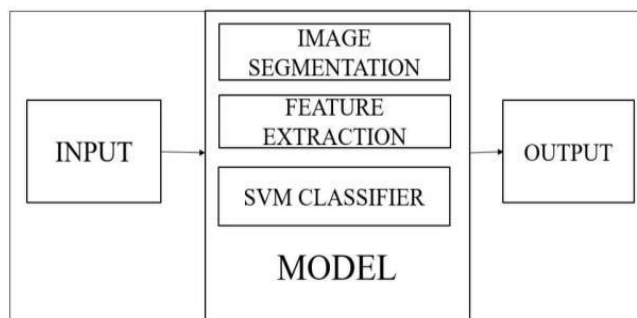 INPUT
IMAGE
SEGMENTATION
FEATURE
EXTRACTION
SVM CLASSIFIER
MODEL
OUTPUT